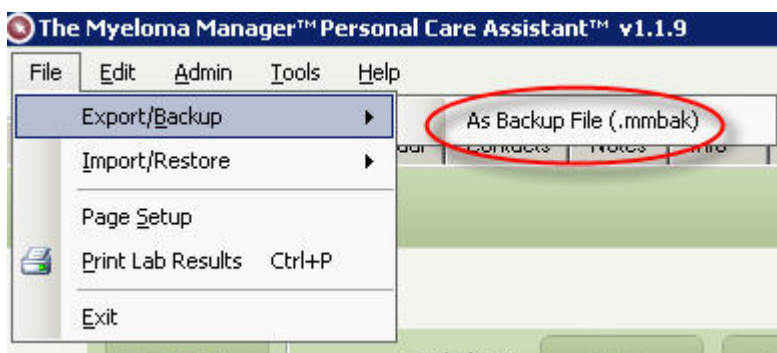 The Myeloma Manager™ Personal Care Assistant™ v1.1.9
File Edit Admin Tools Help
Export/Backup
As Backup File (.mmbak)
Import/Restore
Contacts Notes Info
Page Setup
Print Lab Results Ctrl+P
Exit